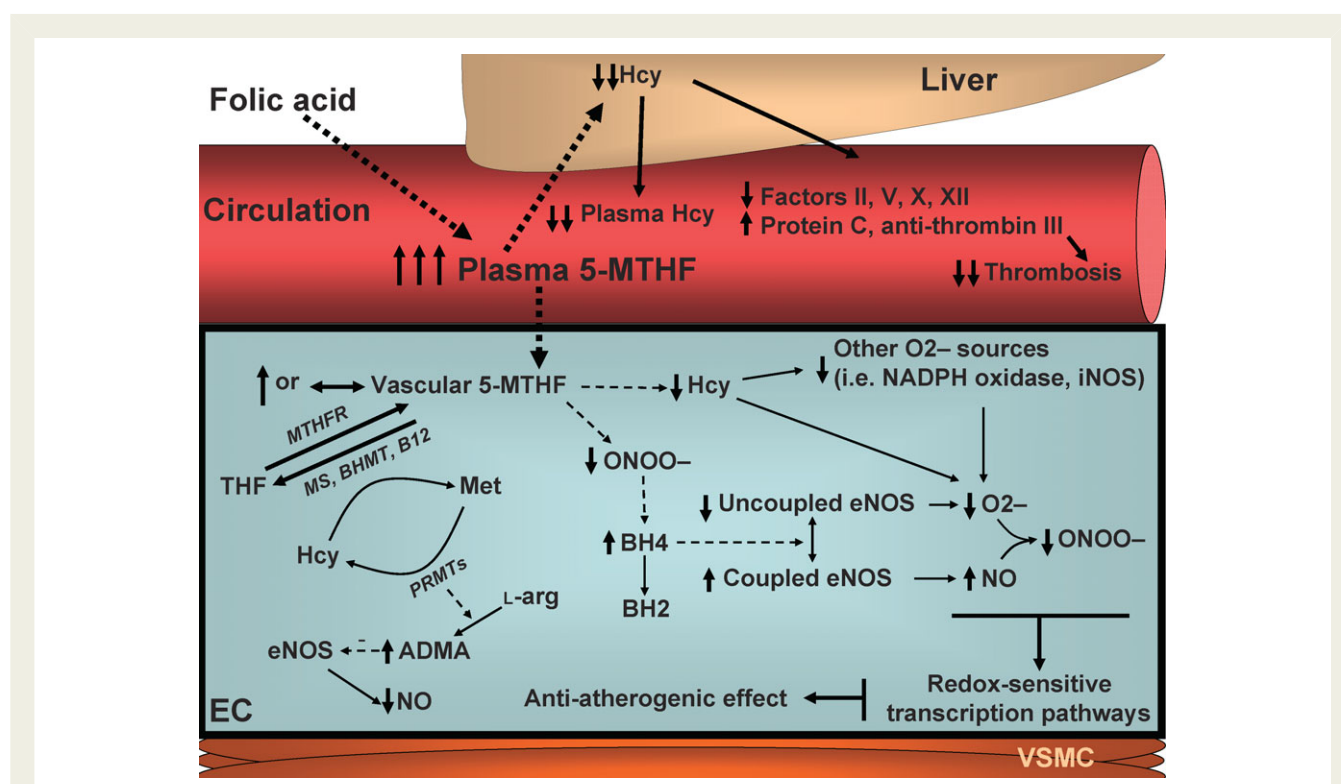 Folic acid
↓↓Hcy
Liver
Circulation
↓↓ Plasma Hcy
↓ Factors II, V, X, XII
↑ Protein C, anti-thrombin III
↑↑↑ Plasma 5-MTHF
↓↓ Thrombosis
↑ or ↔ Vascular 5-MTHF
↓ Hcy
↓ Other O2– sources
(i.e. NADPH oxidase, iNOS)
MTHFR
MS, BHMT, B12
THF
Met
Hcy
PRMTs
L-arg
eNOS
-
↑ ADMA
↓NO
↓ ONOO–
↑ BH4
BH2
↓ Uncoupled eNOS
↑ Coupled eNOS
↓ O2–
↑ NO
↓ ONOO–
Redox-sensitive
transcription pathways
Anti-atherogenic effect
EC
VSMC